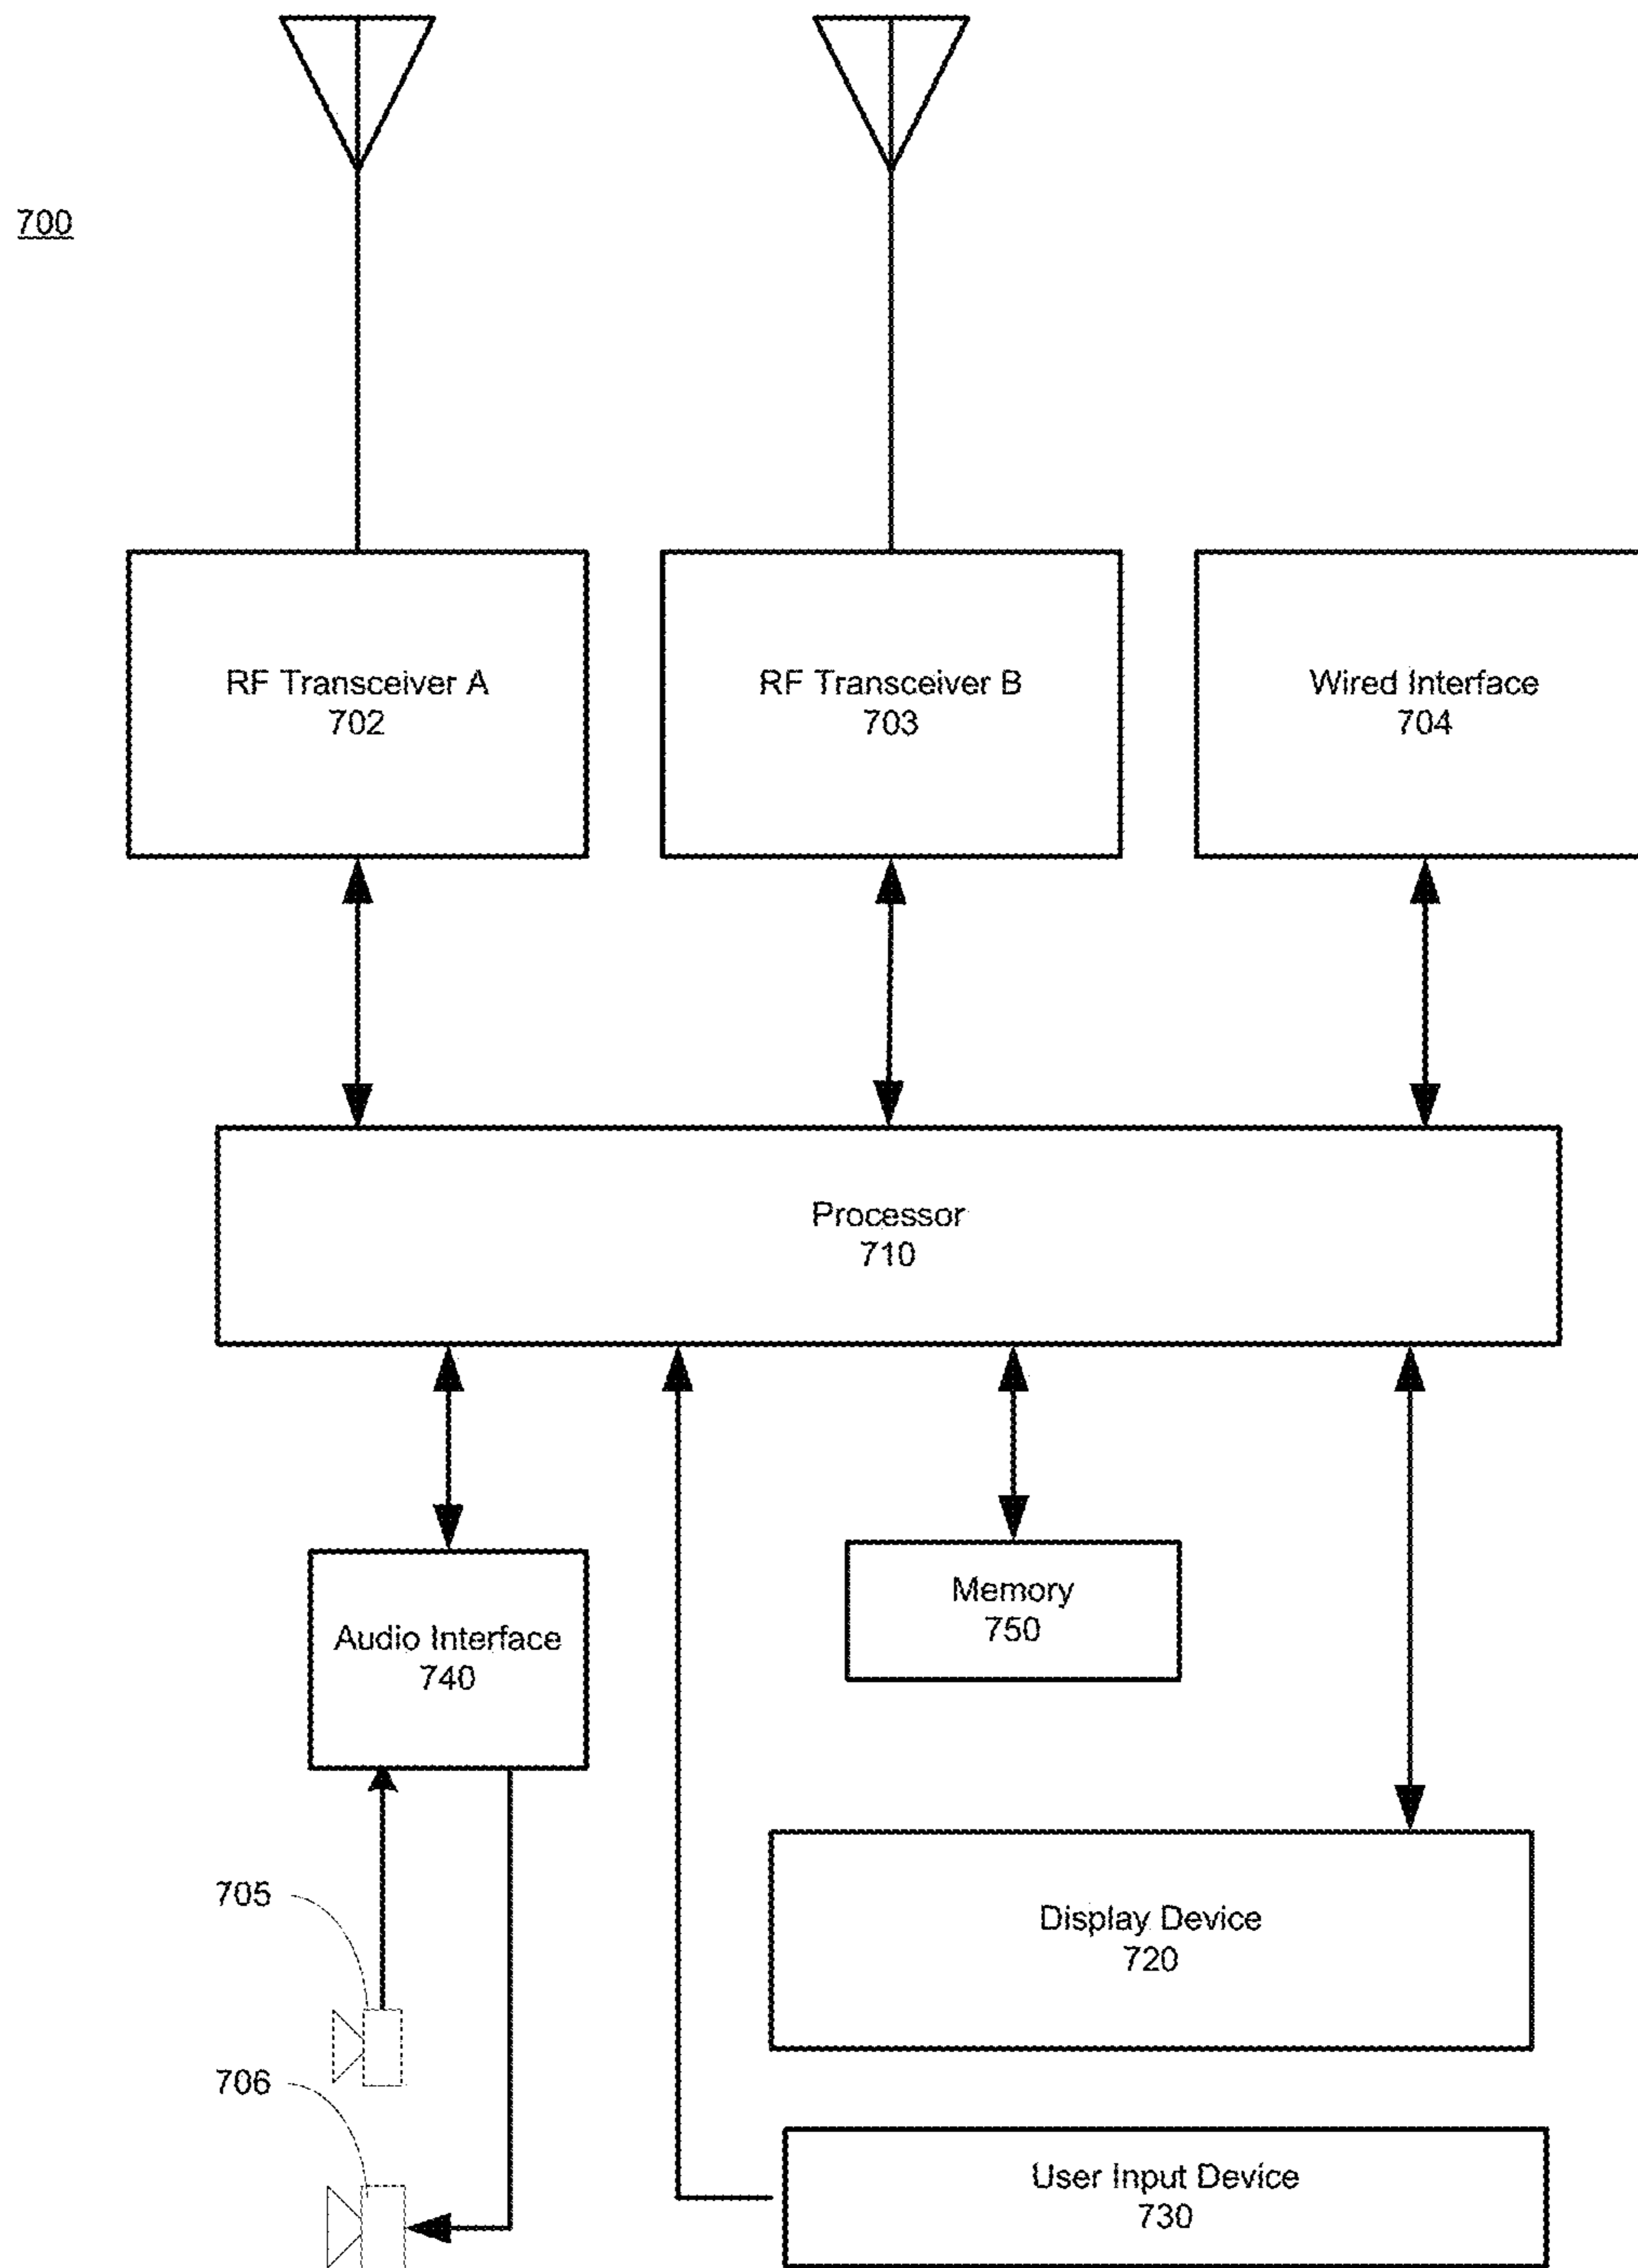 700
RF Transceiver A
702
RF Transceiver B
703
Wired Interface
704
Processor
710
Audio Interface
740
Memory
750
705
Display Device
720
706
User Input Device
730